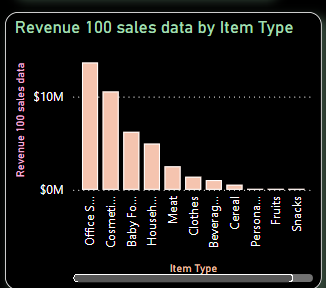 Revenue 100 sales data by Item Type
Revenue 100 sales data
$10M
$0M
Office S...
Cosmeti...
Baby Fo...
Househ...
Meat
Clothes
Beverag...
Cereal
Persona...
Fruits
Snacks
Item Type